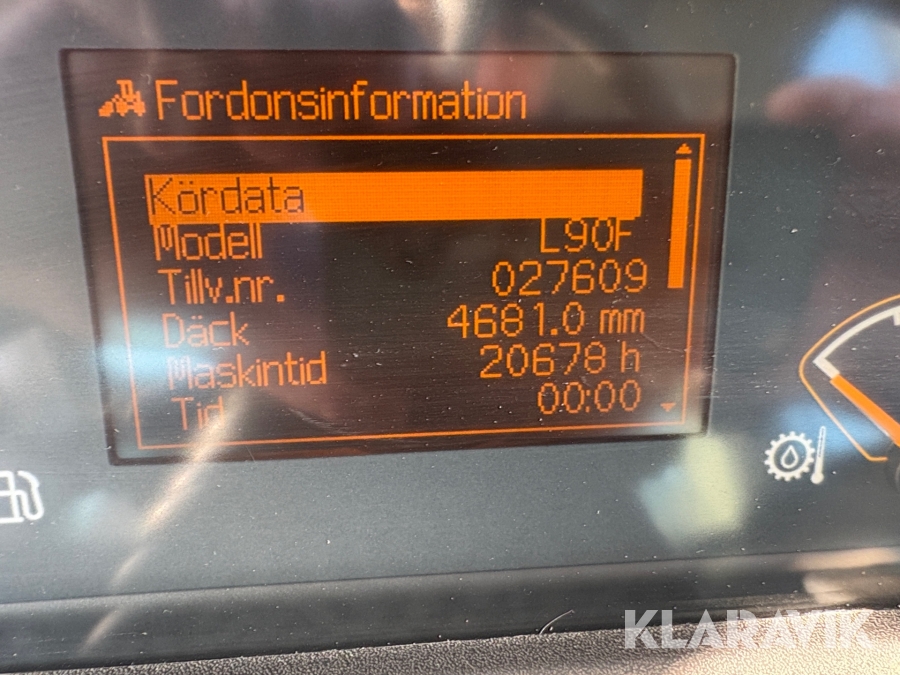 Fordonsinformation
Kördata
Modell L90F
Tillv.nr. 027609
Däck 4681.0 mm
Maskintid 20678 h
Tid 00:00
KLARAVIK